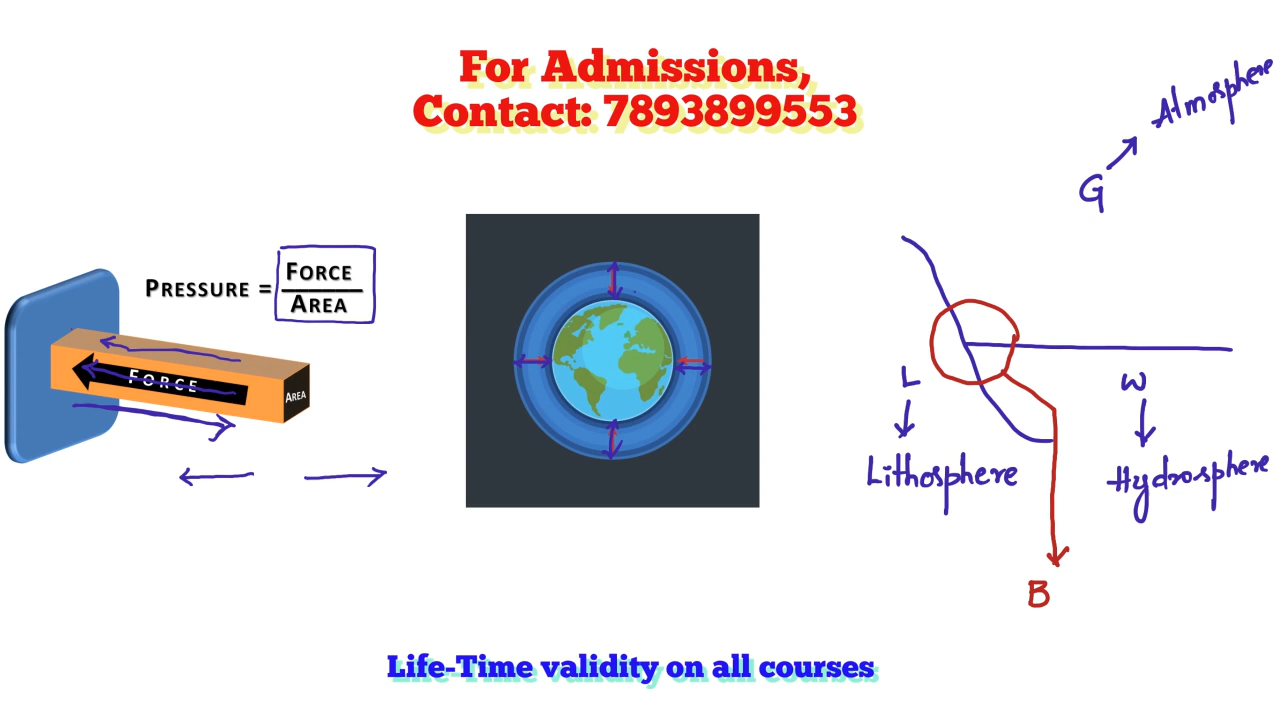 For Admissions,
Contact: 7893899553
Atmosphere
G
PRESSURE = FORCE
AREA
FORCE
AREA
L
W
Lithosphere
Hydrosphere
B
Life-Time validity on all courses